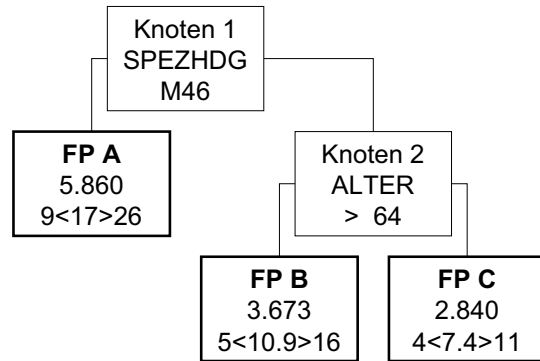 Knoten 1
SPEZHDG
M46
FP A
5.860
9<17>26
Knoten 2
ALTER
> 64
FP B
3.673
5<10.9>16
FP C
2.840
4<7.4>11